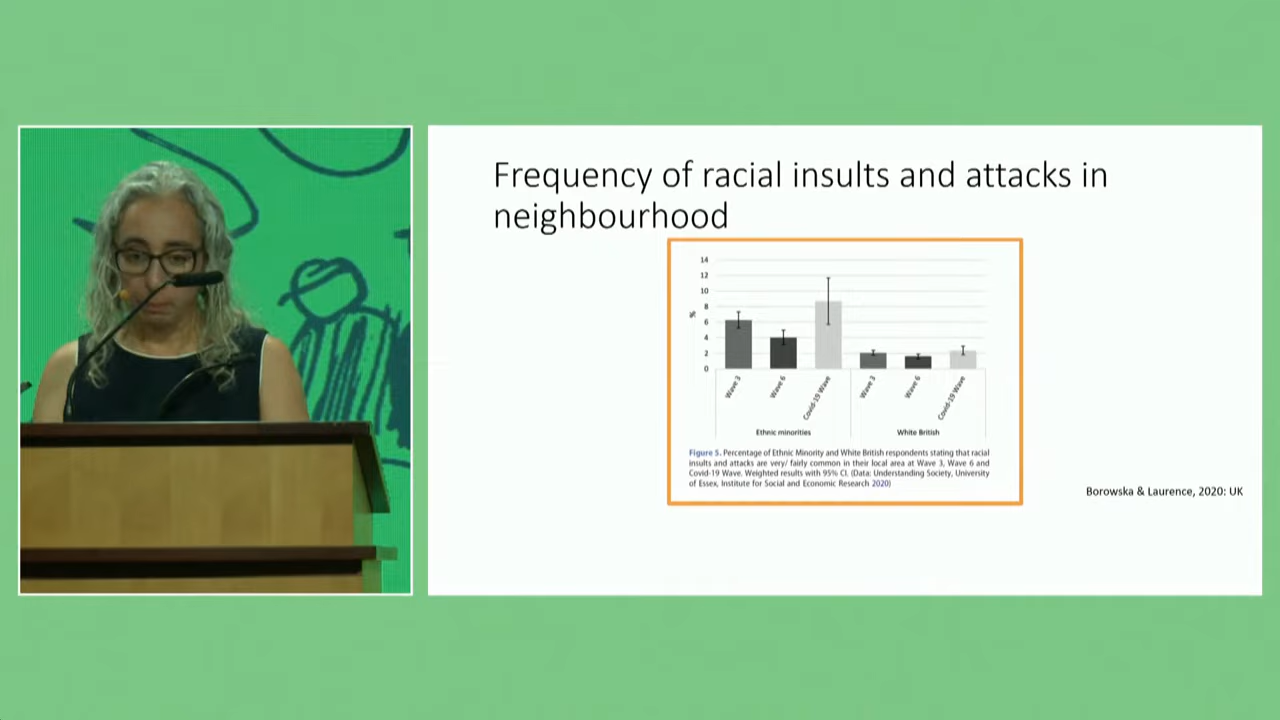 Frequency of racial insults and attacks in
neighbourhood
14
12
10
8
6
4
2
0
%
Wave 3
Wave 6
Covid-19 Wave
Wave 3
Wave 6
Covid-19 Wave
Ethnic minorities
White British
Figure 5. Percentage of Ethnic Minority and White British respondents stating that racial
insults and attacks are very/ fairly common in their local area at Wave 3, Wave 6 and
Covid-19 Wave. Weighted results with 95% CI. (Data: Understanding Society, University
of Essex, Institute for Social and Economic Research 2020)
Borowska & Laurence, 2020: UK